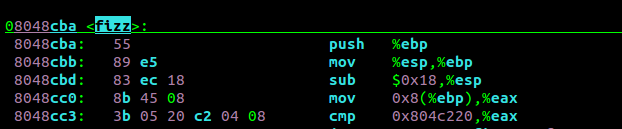 08048cba <fizz>:
8048cba: 55 push %ebp
8048cbb: 89 e5 mov %esp,%ebp
8048cbd: 83 ec 18 sub $0x18,%esp
8048cc0: 8b 45 08 mov 0x8(%ebp),%eax
8048cc3: 3b 05 20 c2 04 08 cmp 0x804c220,%eax